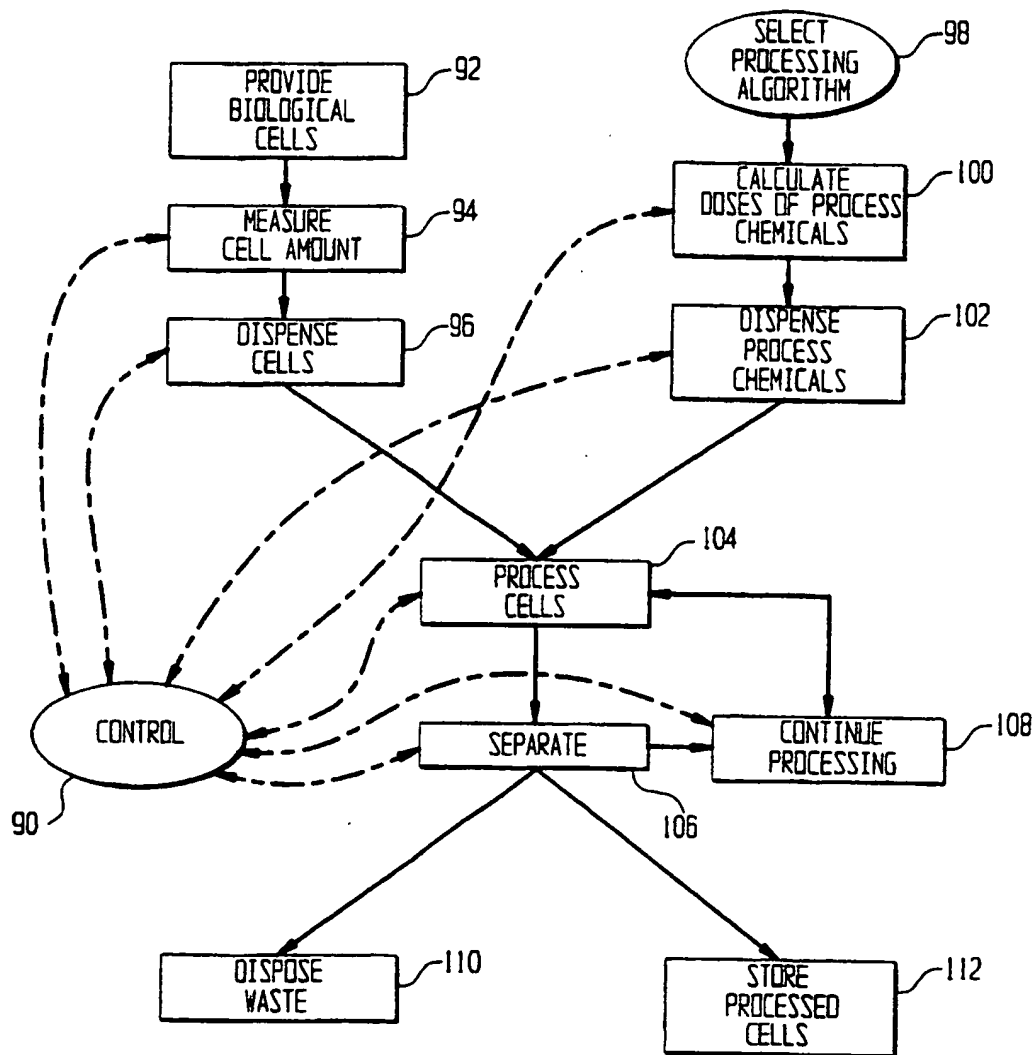 SELECT
PROCESSING
ALGORITHM
98
PROVIDE
BIOLOGICAL
CELLS
92
CALCULATE
DOSES OF PROCESS
CHEMICALS
100
MEASURE
CELL AMOUNT
94
DISPENSE
CELLS
96
DISPENSE
PROCESS
CHEMICALS
102
PROCESS
CELLS
104
CONTROL
90
SEPARATE
106
CONTINUE
PROCESSING
108
DISPOSE
WASTE
110
STORE
PROCESSED
CELLS
112